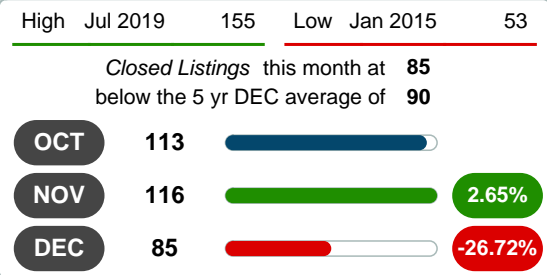 High Jul 2019 155 Low Jan 2015 53
Closed Listings this month at 85
below the 5 yr DEC average of 90
OCT 113
NOV 116 2.65%
DEC 85 -26.72%